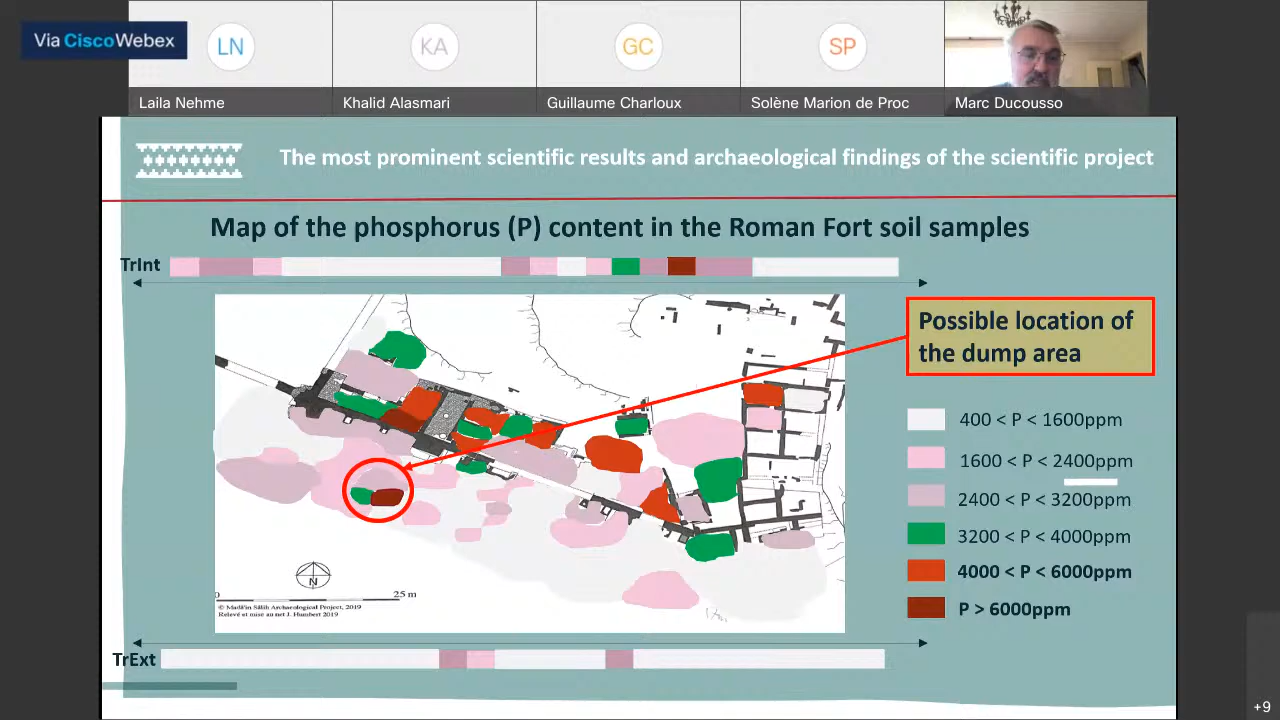 Via Cisco Webex
LN
KA
GC
SP
Laila Nehme
Khalid Alasmari
Guillaume Charloux
Solène Marion de Proc
Marc Ducousso
The most prominent scientific results and archaeological findings of the scientific project
Map of the phosphorus (P) content in the Roman Fort soil samples
TrInt
Possible location of
the dump area
400 < P < 1600ppm
1600 < P < 2400ppm
2400 < P < 3200ppm
3200 < P < 4000ppm
4000 < P < 6000ppm
P > 6000ppm
N
0
25 m
© Madâ'in Sâlih Archaeological Project, 2019
Relevé et mise au net J. Humbert 2019
TrExt
+9